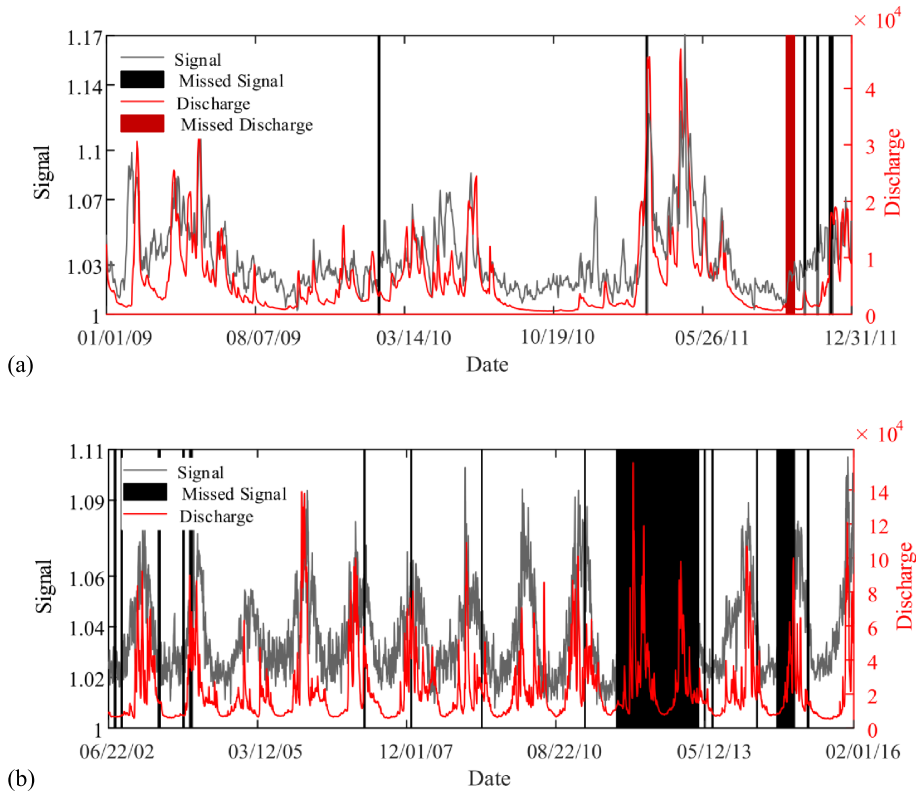 × 10⁴
1.17
1.14
1.1
1.07
1.03
1
Signal
Signal
Missed Signal
Discharge
Missed Discharge
4
3
2
1
0
Discharge
01/01/09 08/07/09 03/14/10 10/19/10 05/26/11 12/31/11
Date
(a)
× 10⁴
1.11
1.09
1.06
1.04
1.02
1
Signal
Signal
Missed Signal
Discharge
14
12
10
8
6
4
2
0
Discharge
06/22/02 03/12/05 12/01/07 08/22/10 05/12/13 02/01/16
Date
(b)